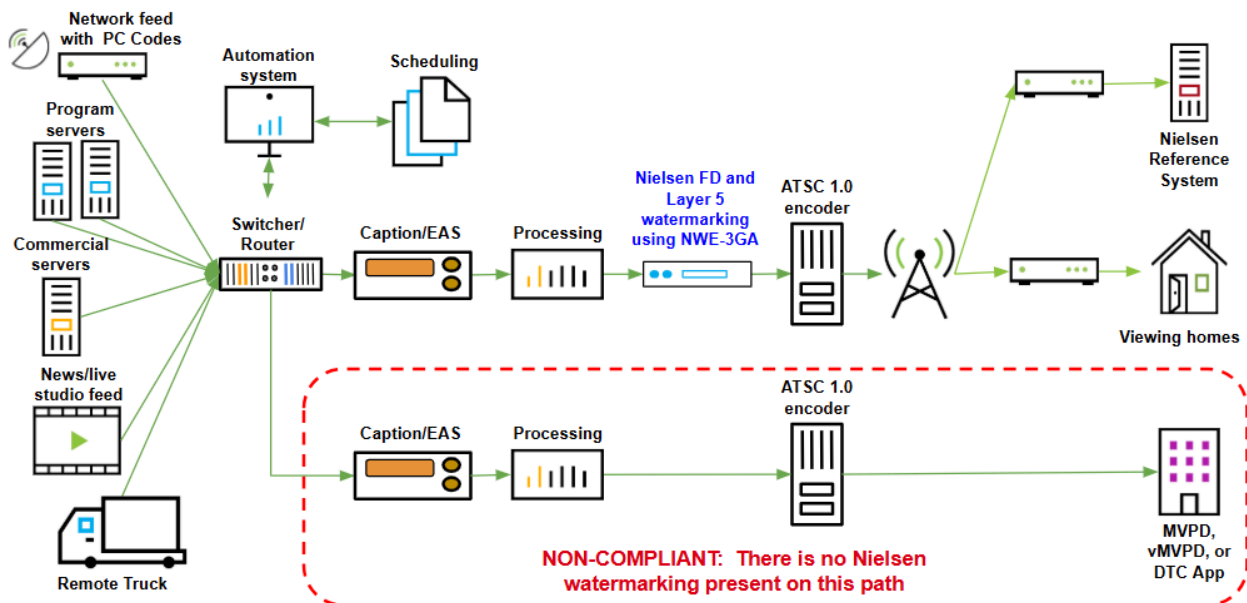 Network feed
with PC Codes
Automation
system
Scheduling
Program
servers
Commercial
servers
News/live
studio feed
Remote Truck
Switcher/
Router
Caption/EAS
Processing
Nielsen FD and
Layer 5
watermarking
using NWE-3GA
ATSC 1.0
encoder
Nielsen
Reference
System
Viewing homes
Caption/EAS
Processing
ATSC 1.0
encoder
MVPD,
vMVPD, or
DTC App
NON-COMPLIANT: There is no Nielsen
watermarking present on this path